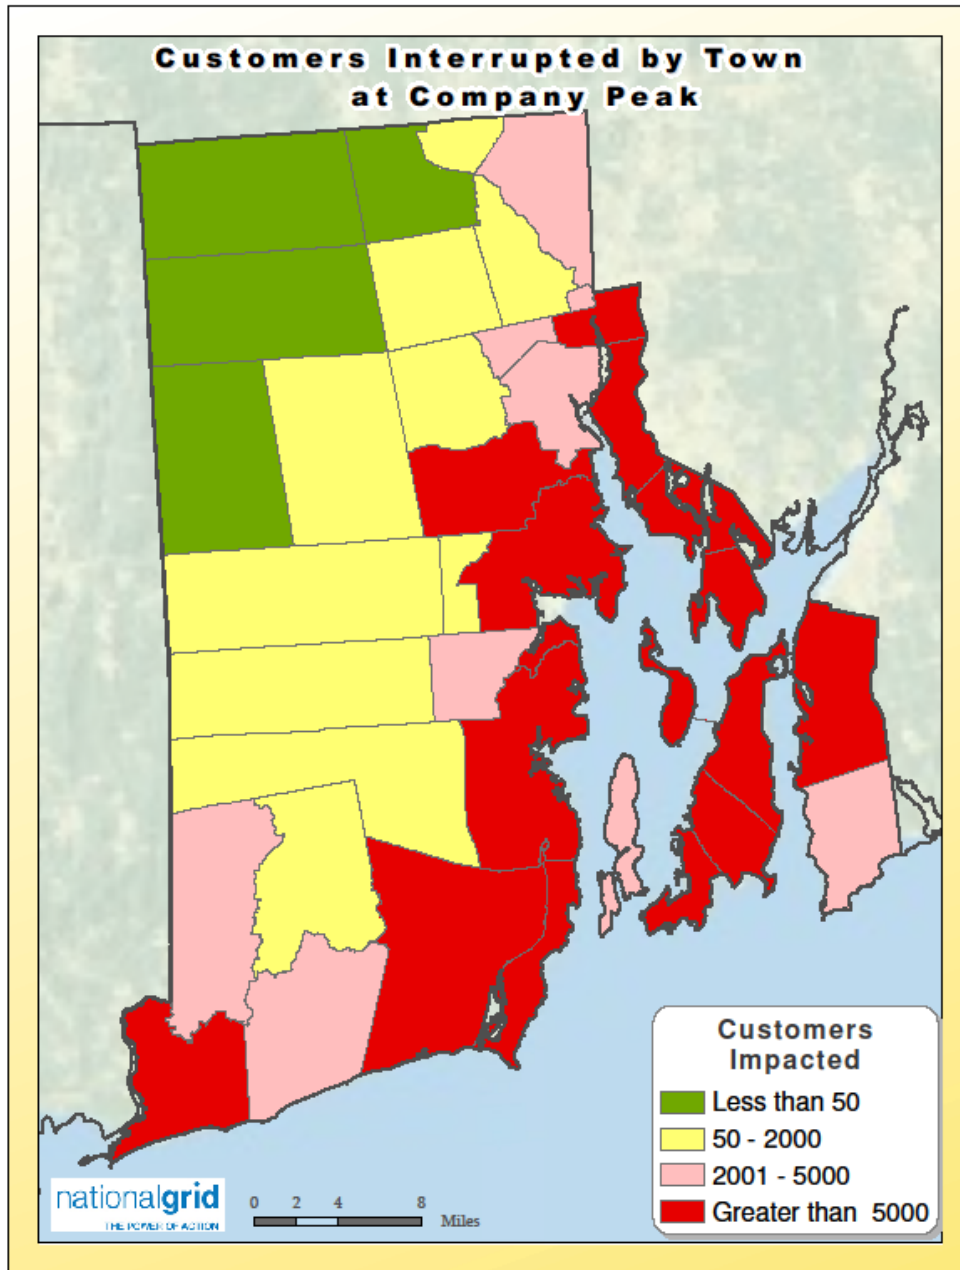 Customers Interrupted by Town
at Company Peak
Customers
Impacted
Less than 50
50 - 2000
2001 - 5000
Greater than 5000
nationalgrid
THE POWER OF ACTION
0 2 4 8
Miles